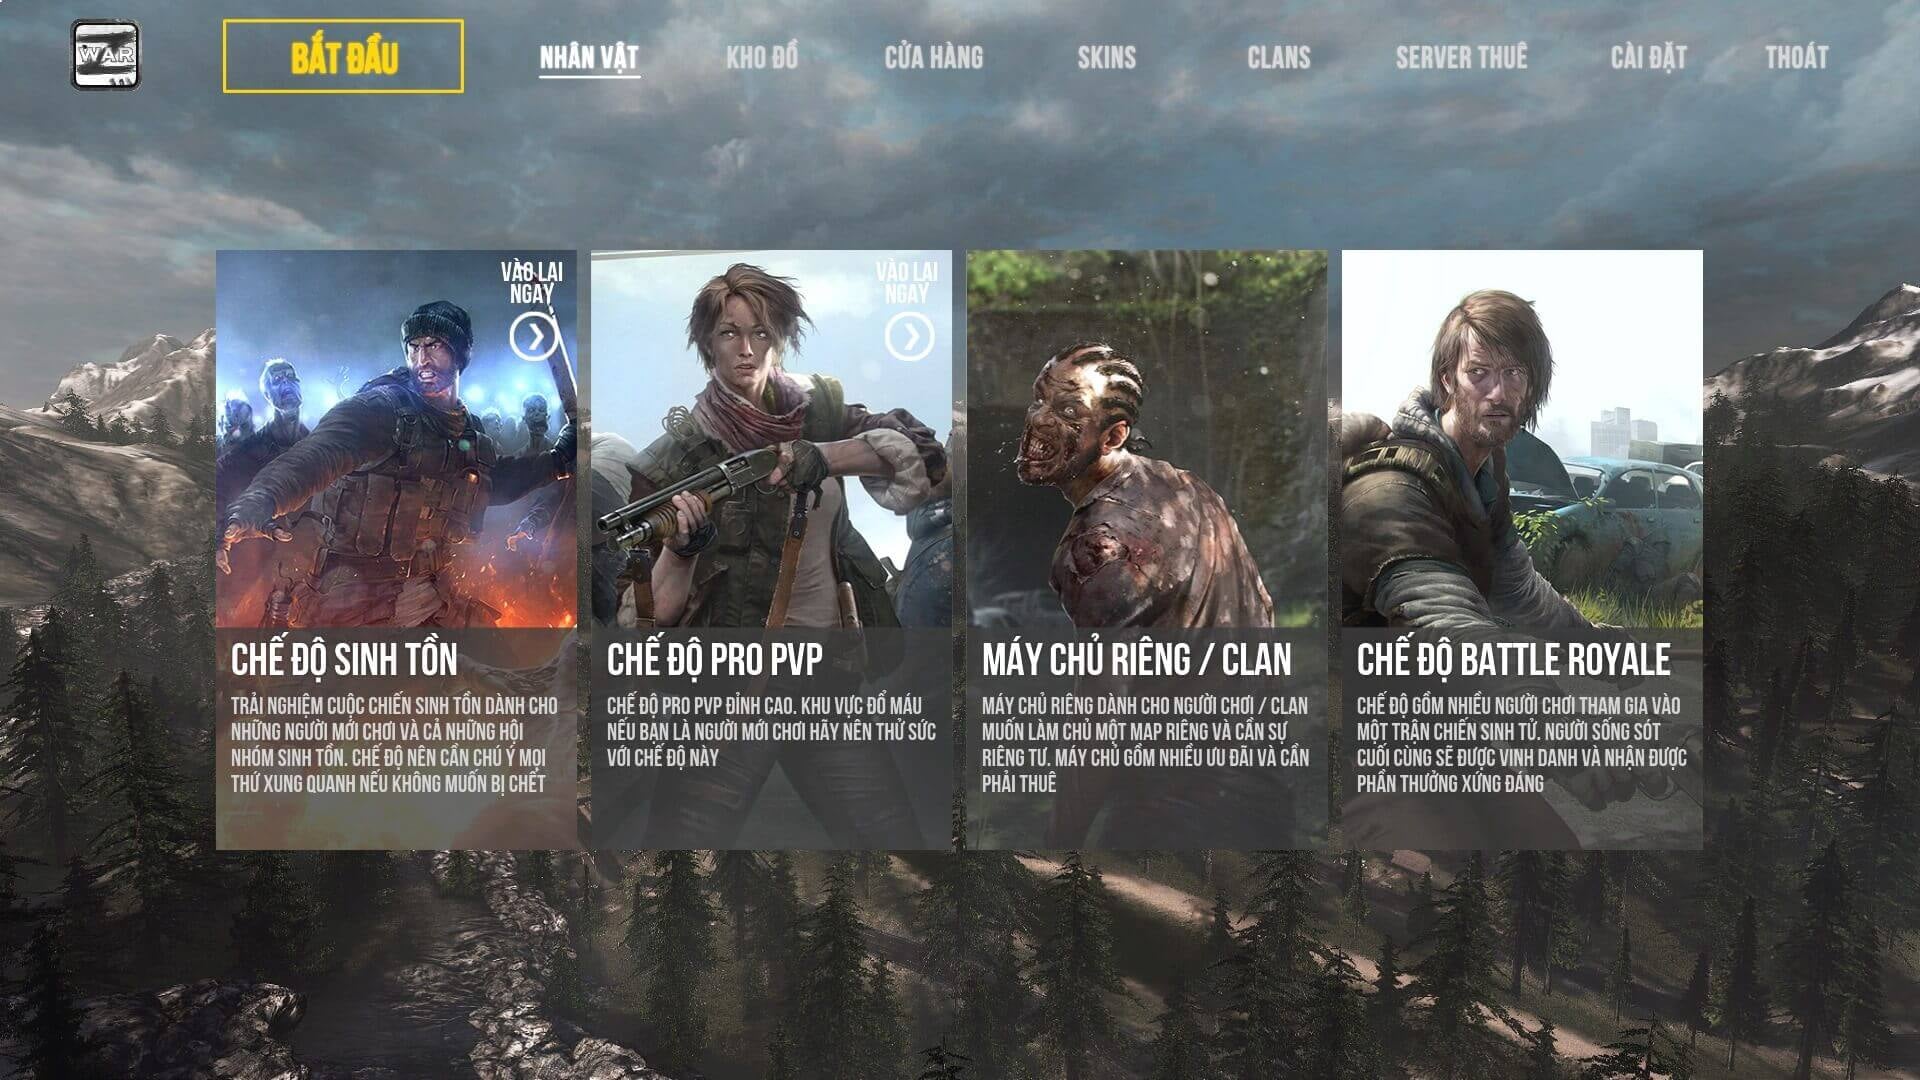 WAR
Z
BẮT ĐẦU
NHÂN VẬT
KHO ĐỒ
CỬA HÀNG
SKINS
CLANS
SERVER THUÊ
CÀI ĐẶT
THOÁT
VÀO LẠI
NGAY
VÀO LẠI
NGAY
CHẾ ĐỘ SINH TỒN
TRẢI NGHIỆM CUỘC CHIẾN SINH TỒN DÀNH CHO
NHỮNG NGƯỜI MỚI CHƠI VÀ CẢ NHỮNG HỘI
NHÓM SINH TỒN. CHẾ ĐỘ NÊN CẦN CHÚ Ý MỌI
THỨ XUNG QUANH NẾU KHÔNG MUỐN BỊ CHẾT
CHẾ ĐỘ PRO PVP
CHẾ ĐỘ PRO PVP ĐỈNH CAO. KHU VỰC ĐỔ MÁU
NẾU BẠN LÀ NGƯỜI MỚI CHƠI HÃY NÊN THỬ SỨC
VỚI CHẾ ĐỘ NÀY
MÁY CHỦ RIÊNG / CLAN
MÁY CHỦ RIÊNG DÀNH CHO NGƯỜI CHƠI / CLAN
MUỐN LÀM CHỦ MỘT MAP RIÊNG VÀ CẦN SỰ
RIÊNG TƯ. MÁY CHỦ GỒM NHIỀU ƯU ĐÃI VÀ CẦN
PHẢI THUÊ
CHẾ ĐỘ BATTLE ROYALE
CHẾ ĐỘ GỒM NHIỀU NGƯỜI CHƠI THAM GIA VÀO
MỘT TRẬN CHIẾN SINH TỬ. NGƯỜI SỐNG SÓT
CUỐI CÙNG SẼ ĐƯỢC VINH DANH VÀ NHẬN ĐƯỢC
PHẦN THƯỞNG XỨNG ĐÁNG